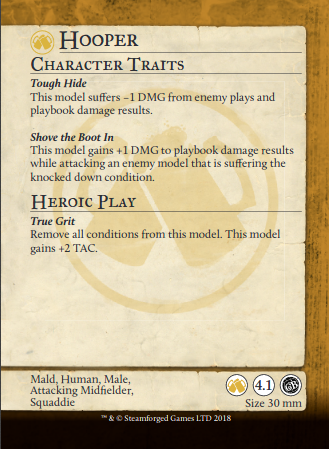 Hooper
Character Traits
Tough Hide
This model suffers −1 DMG from enemy plays and
playbook damage results.
Shove the Boot In
This model gains +1 DMG to playbook damage results
while attacking an enemy model that is suffering the
knocked down condition.
Heroic Play
True Grit
Remove all conditions from this model. This model
gains +2 TAC.
Mald, Human, Male,
Attacking Midfielder,
Squaddie
4.1
Size 30 mm
™ & © Steamforged Games LTD 2018